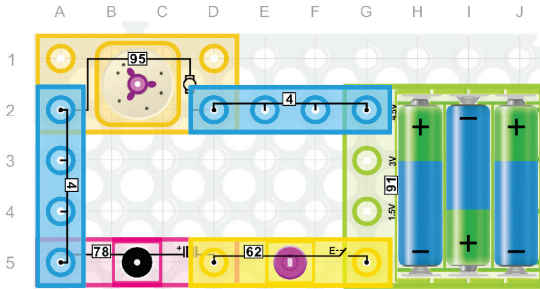 A B C D E F G H I J
1 95
2 4 4.5V + − +
3 3V
4 4 91 1.5V
5 78 + 62 E − + −